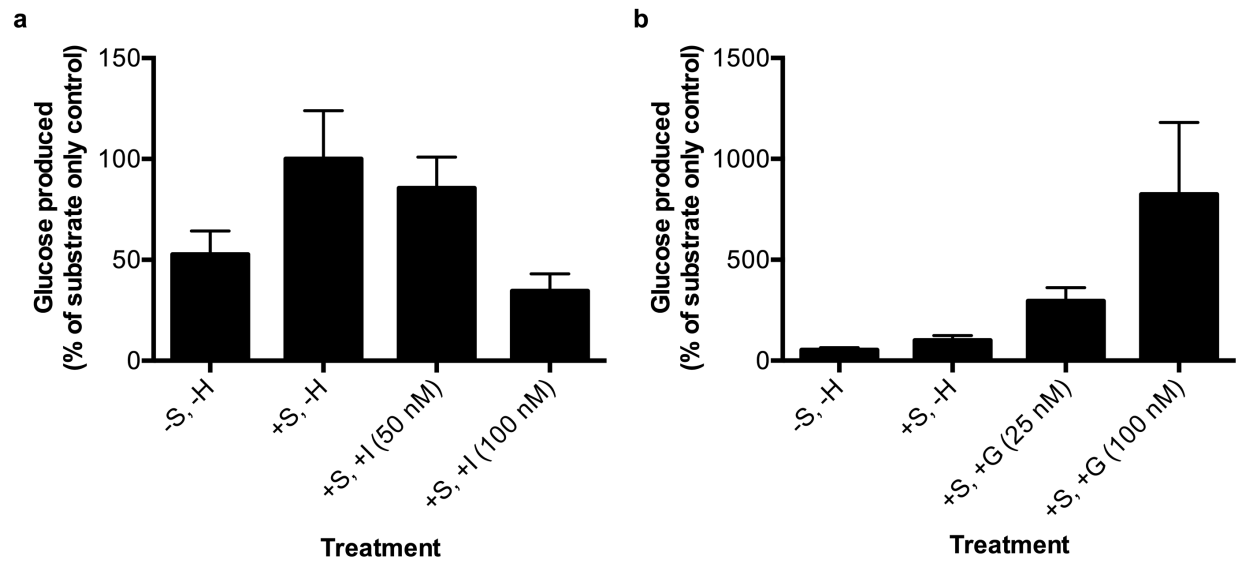 a
Glucose produced
(% of substrate only control)
150
100
50
0
-S, -H
+S, -H
+S, +I (50 nM)
+S, +I (100 nM)
Treatment
b
Glucose produced
(% of substrate only control)
1500
1000
500
0
-S, -H
+S, -H
+S, +G (25 nM)
+S, +G (100 nM)
Treatment